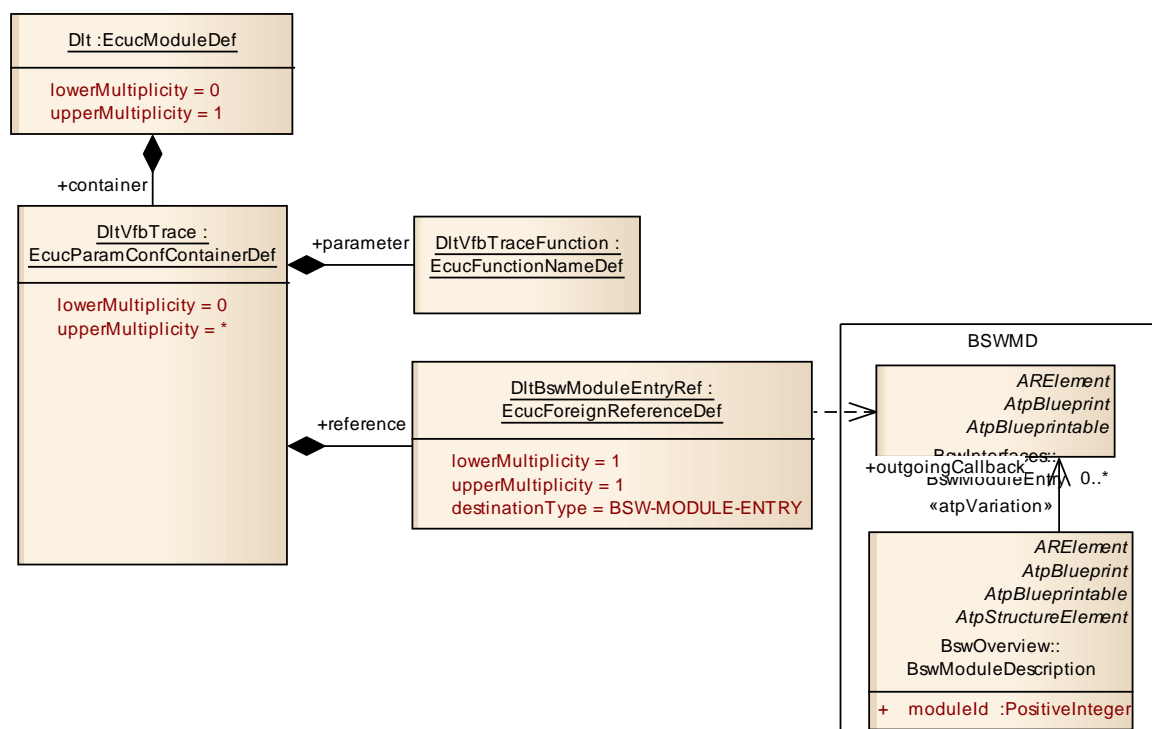 Dlt :EcucModuleDef
lowerMultiplicity = 0
upperMultiplicity = 1
+container
DltVfbTrace :
EcucParamConfContainerDef
lowerMultiplicity = 0
upperMultiplicity = *
+parameter
DltVfbTraceFunction :
EcucFunctionNameDef
+reference
DltBswModuleEntryRef :
EcucForeignReferenceDef
lowerMultiplicity = 1
upperMultiplicity = 1
destinationType = BSW-MODULE-ENTRY
BSWMD
ARElement
AtpBlueprint
AtpBlueprintable
BswInterfaces::
+outgoingCallback
BswModuleEntry
0..*
«atpVariation»
ARElement
AtpBlueprint
AtpBlueprintable
AtpStructureElement
BswOverview::
BswModuleDescription
+ moduleId :PositiveInteger